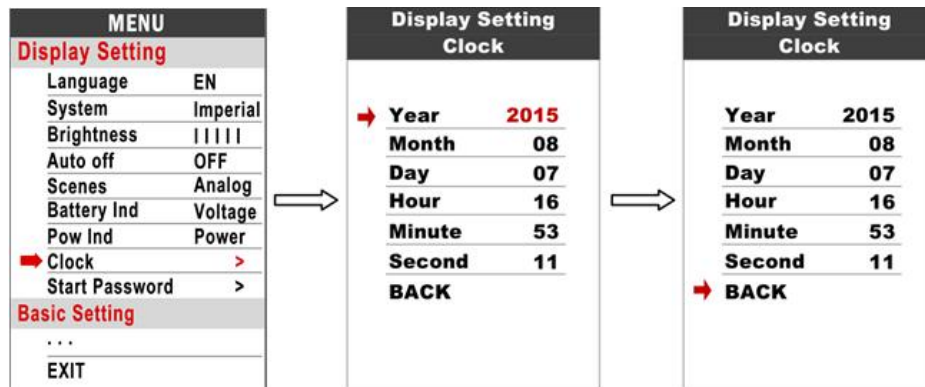 MENU
Display Setting
Language EN
System Imperial
Brightness | | | | |
Auto off OFF
Scenes Analog
Battery Ind Voltage
Pow Ind Power
Clock >
Start Password >
Basic Setting
. . .
EXIT
Display Setting
Clock
Year 2015
Month 08
Day 07
Hour 16
Minute 53
Second 11
BACK
Display Setting
Clock
Year 2015
Month 08
Day 07
Hour 16
Minute 53
Second 11
BACK